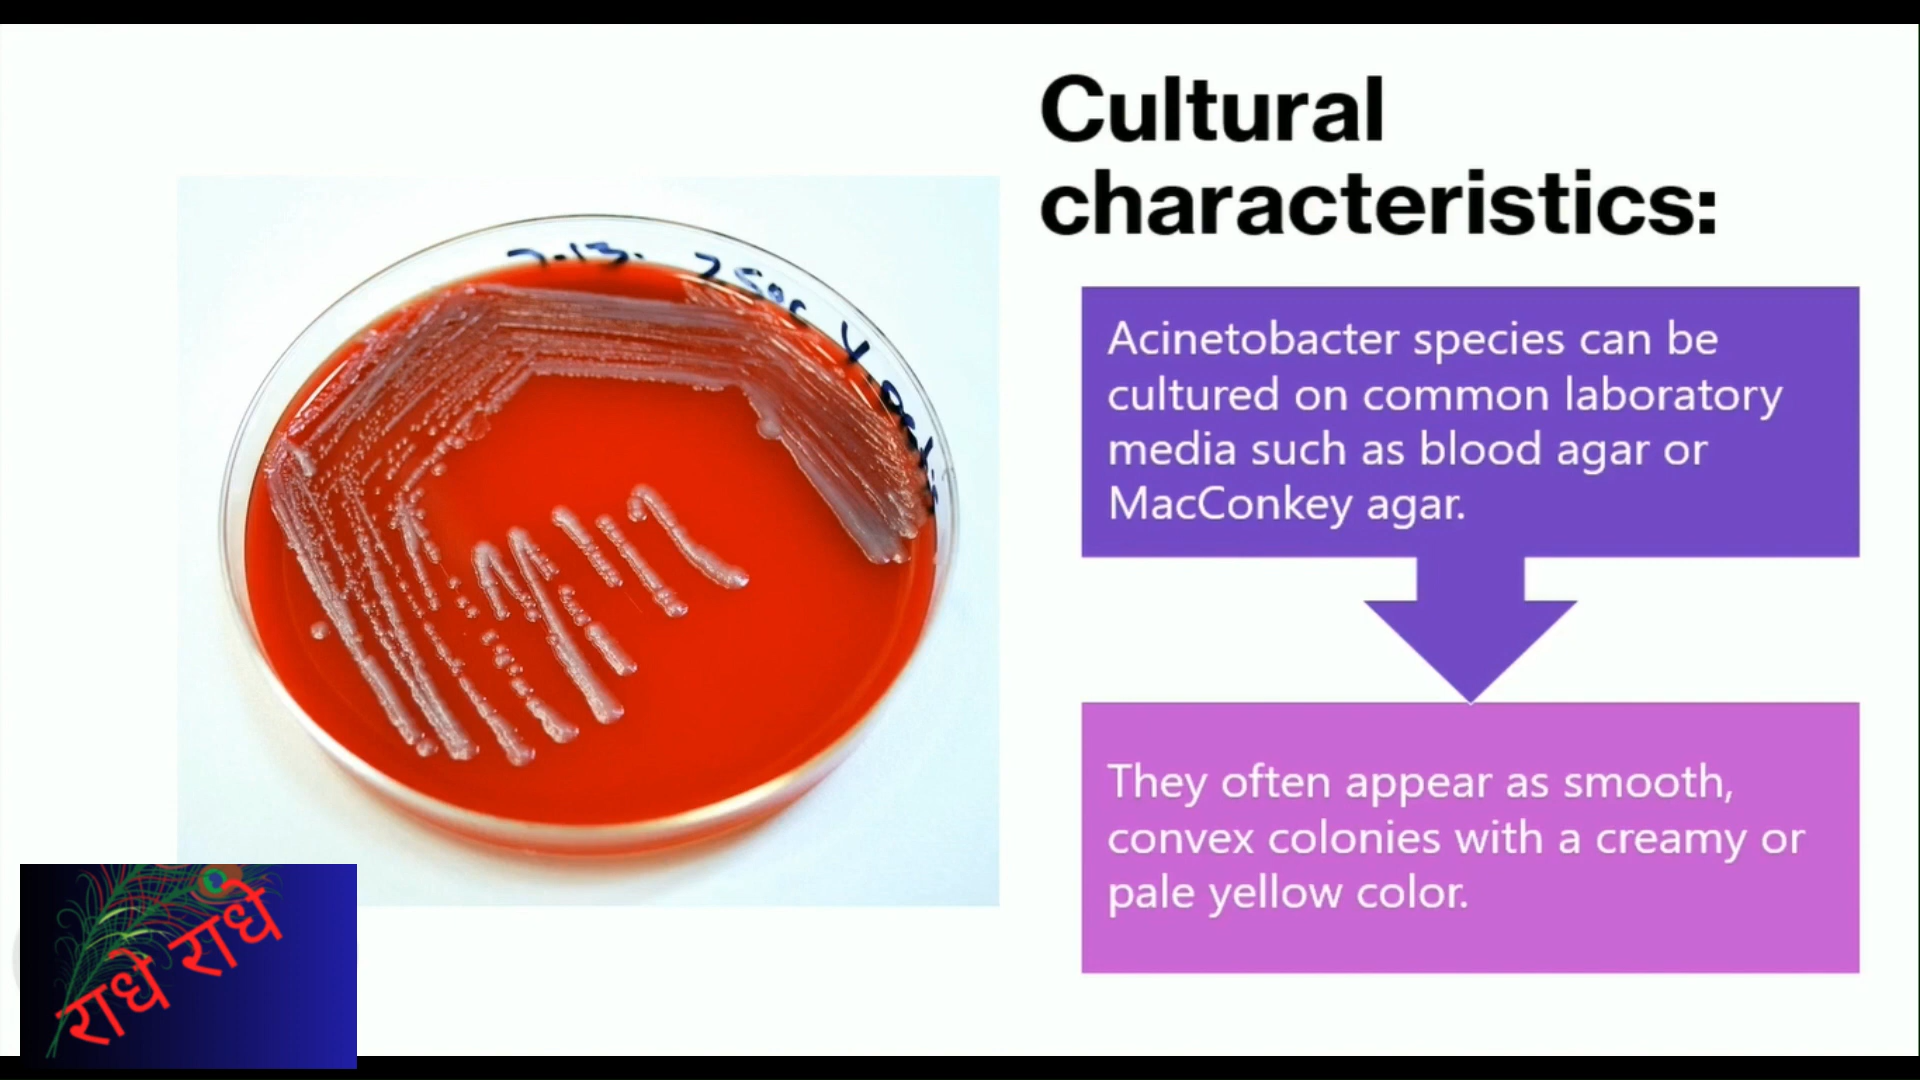 Cultural
characteristics:
Acinetobacter species can be
cultured on common laboratory
media such as blood agar or
MacConkey agar.
They often appear as smooth,
convex colonies with a creamy or
pale yellow color.
राधे राधे